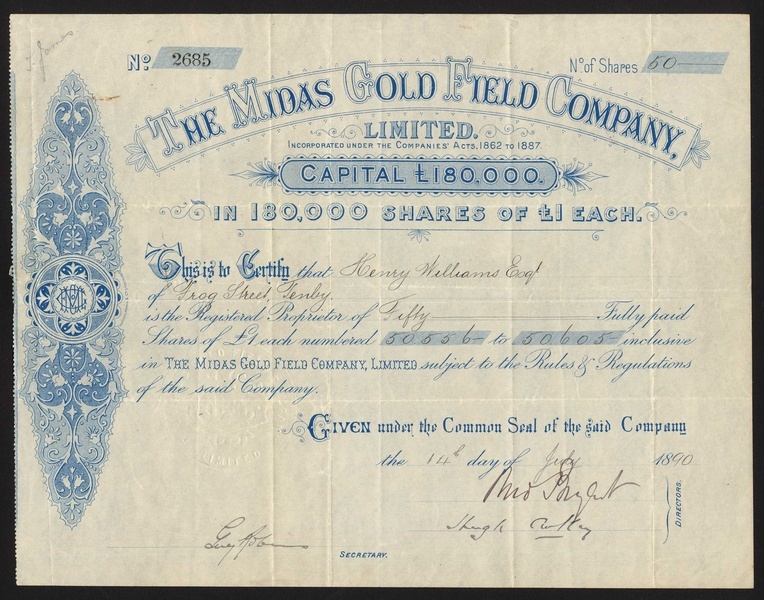 J. James
No. 2685
No. of Shares 50
THE MIDAS GOLD FIELD COMPANY,
LIMITED.
INCORPORATED UNDER THE COMPANIES' ACTS, 1862 TO 1887.
CAPITAL £180,000.
IN 180,000 SHARES OF £1 EACH.
This is to Certify that Henry Williams Esqr
of Frog Street, Tenby.
is the Registered Proprietor of Fifty Fully paid
Shares of £1 each numbered 50556 to 50605 inclusive
in THE MIDAS GOLD FIELD COMPANY, LIMITED subject to the Rules & Regulations
of the said Company.
GIVEN under the Common Seal of the said Company
the 14th day of July 1890
Hugh
DIRECTORS.
SECRETARY.
LIMITED